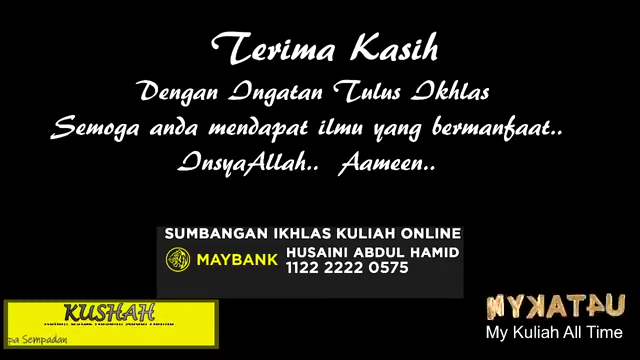 Terima Kasih
Dengan Ingatan Tulus Ikhlas
Semoga anda mendapat ilmu yang bermanfaat..
InsyaAllah.. Aameen..
SUMBANGAN IKHLAS KULIAH ONLINE
MAYBANK
HUSAINI ABDUL HAMID
1122 2222 0575
KUSHAH
pa Sempadan
MYKAT4U
My Kuliah All Time